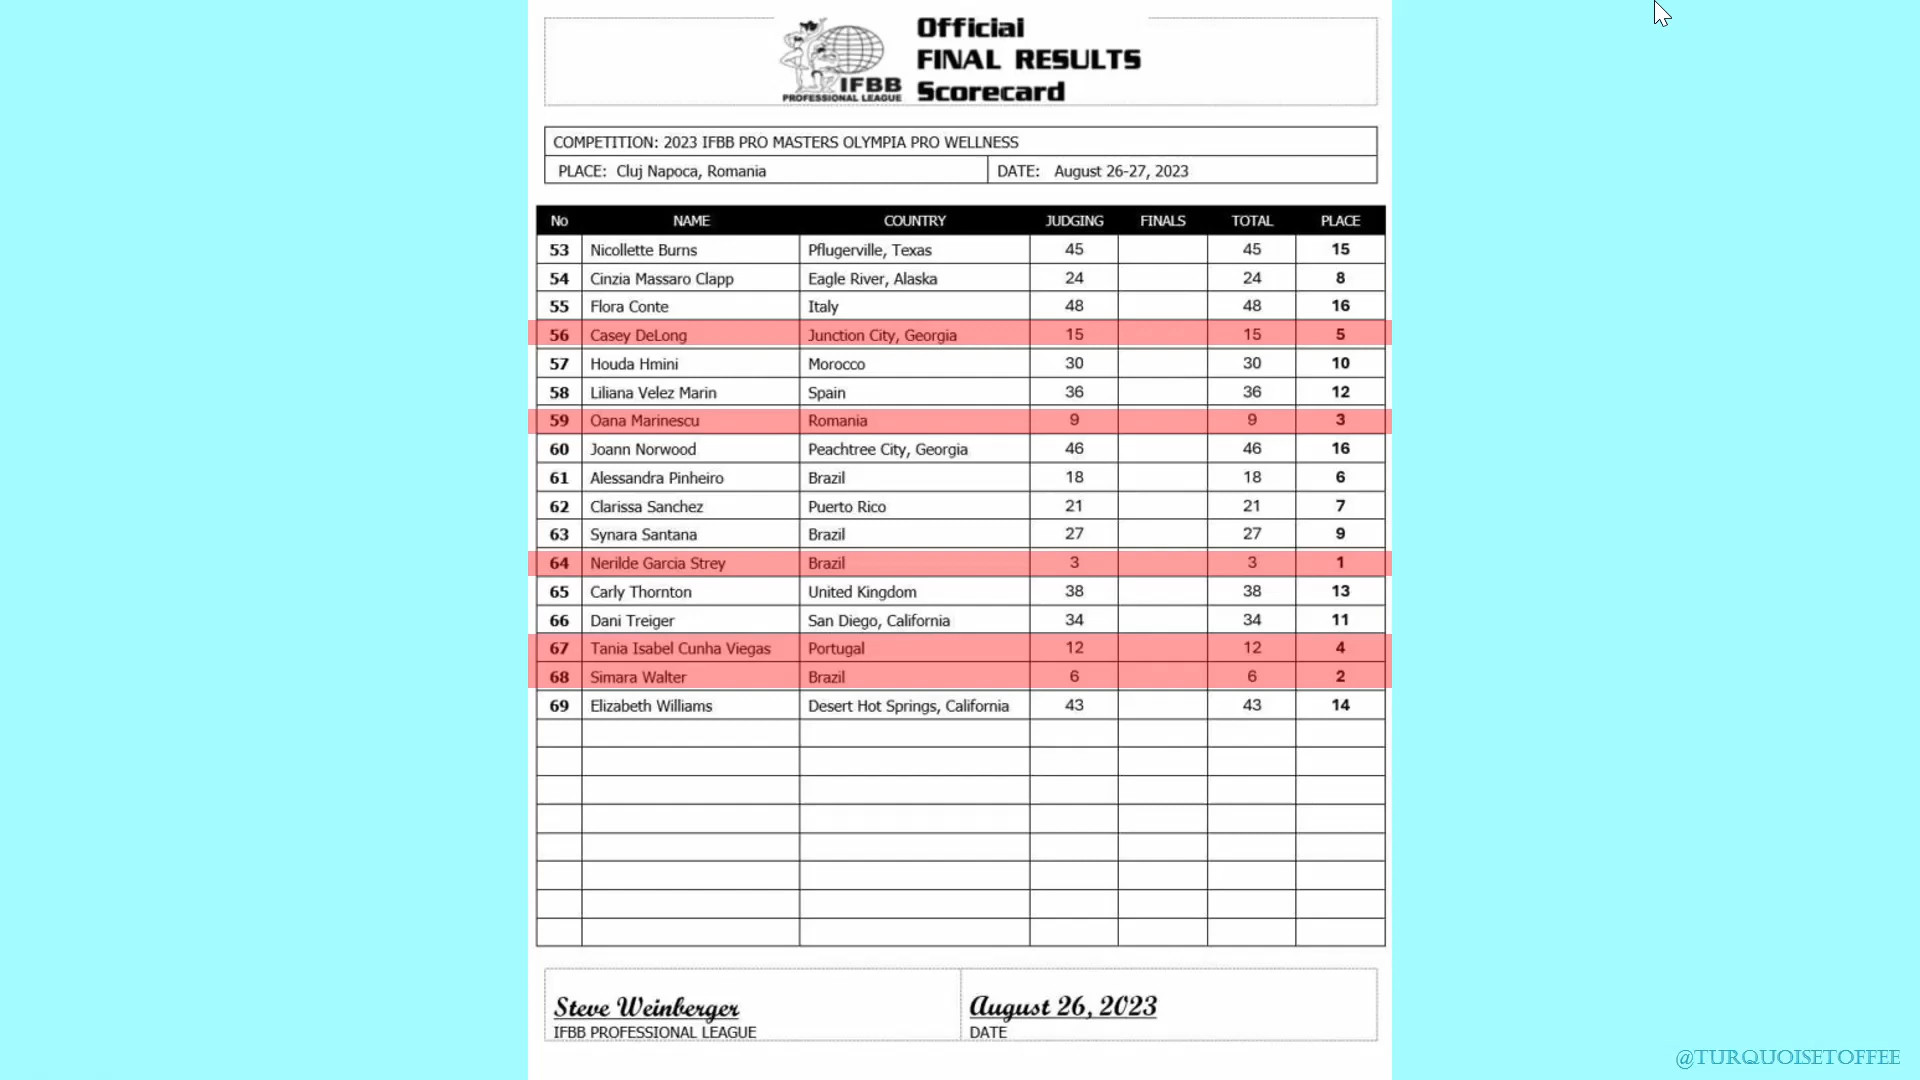 Official
FINAL RESULTS
Scorecard
IFBB
PROFESSIONAL LEAGUE
COMPETITION: 2023 IFBB PRO MASTERS OLYMPIA PRO WELLNESS
PLACE: Cluj Napoca, Romania DATE: August 26-27, 2023
No NAME COUNTRY JUDGING FINALS TOTAL PLACE
53 Nicollette Burns Pflugerville, Texas 45 45 15
54 Cinzia Massaro Clapp Eagle River, Alaska 24 24 8
55 Flora Conte Italy 48 48 16
56 Casey DeLong Junction City, Georgia 15 15 5
57 Houda Hmini Morocco 30 30 10
58 Liliana Velez Marin Spain 36 36 12
59 Oana Marinescu Romania 9 9 3
60 Joann Norwood Peachtree City, Georgia 46 46 16
61 Alessandra Pinheiro Brazil 18 18 6
62 Clarissa Sanchez Puerto Rico 21 21 7
63 Synara Santana Brazil 27 27 9
64 Nerilde Garcia Strey Brazil 3 3 1
65 Carly Thornton United Kingdom 38 38 13
66 Dani Treiger San Diego, California 34 34 11
67 Tania Isabel Cunha Viegas Portugal 12 12 4
68 Simara Walter Brazil 6 6 2
69 Elizabeth Williams Desert Hot Springs, California 43 43 14
Steve Weinberger August 26, 2023
IFBB PROFESSIONAL LEAGUE DATE
@TURQUOISETOFFEE